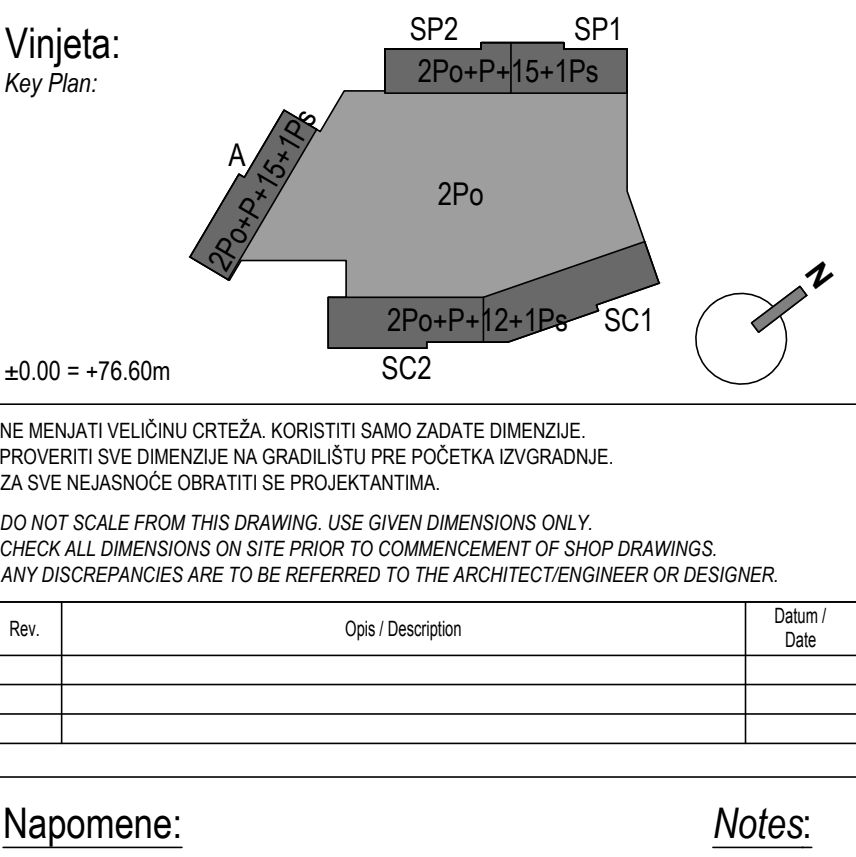 Vinjeta:
Key Plan:
SP2
SP1
2Po+P+15+1Ps
A
2Po+P+15+1Ps
2Po
N
2Po+P+12+1Ps
SC1
SC2
±0.00 = +76.60m
NE MENJATI VELIČINU CRTEŽA. KORISTITI SAMO ZADATE DIMENZIJE.
PROVERITI SVE DIMENZIJE NA GRADILIŠTU PRE POČETKA IZVGRADNJE.
ZA SVE NEJASNOĆE OBRATITI SE PROJEKTANTIMA.
DO NOT SCALE FROM THIS DRAWING. USE GIVEN DIMENSIONS ONLY.
CHECK ALL DIMENSIONS ON SITE PRIOR TO COMMENCEMENT OF SHOP DRAWINGS.
ANY DISCREPANCIES ARE TO BE REFERRED TO THE ARCHITECT/ENGINEER OR DESIGNER.
Rev.
Opis / Description
Datum /
Date
Napomene:
Notes: